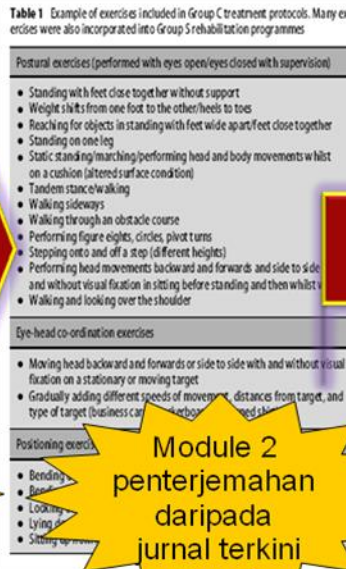 Table 1 Example of exercises included in Group C treatment protocols. Many ex
ercises were also incorporated into Group S rehabilitation programmes
Postural exercises (performed with eyes open/eyes closed with supervision)
• Standing with feet close together without support
• Weight shifts from one foot to the other/heels to toes
• Reaching for objects in standing with feet wide apart/feet close together
• Standing on one leg
• Static standing/marching/performing head and body movements whilst
on a cushion (altered surface condition)
• Tandem stance/walking
• Walking sideways
• Walking through an obstacle course
• Performing figure eights, circles, pivot turns
• Stepping onto and off a step (different heights)
• Performing head movements backward and forwards and side to side
and without visual fixation in sitting before standing and then whilst
• Walking and looking over the shoulder
Eye-head co-ordination exercises
• Moving head backward and forwards or side to side with and without visual
fixation on a stationary or moving target
• Gradually adding different speeds of movement, distances from target, and
type of target (business
Positioning
• Bending
•
• Looking
• Lying
• Sitting up from
Module 2
penterjemahan
daripada
jurnal terkini